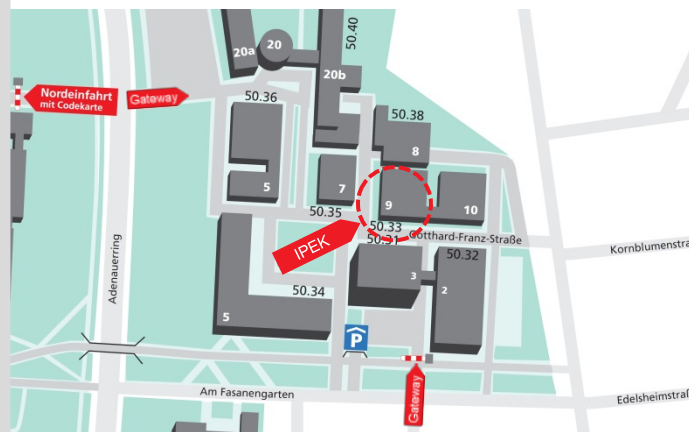 50.40
20
20a
20b
Nordeinfahrt
mit Codekarte
Gateway
50.36
50.38
8
5
7
9
10
50.35
50.33
IPEK
50.31
Gotthard-Franz-Straße
Kornblumenstra
50.32
3
2
Adenauerring
50.34
5
P
Am Fasanengarten
Gateway
Edelsheimstraß